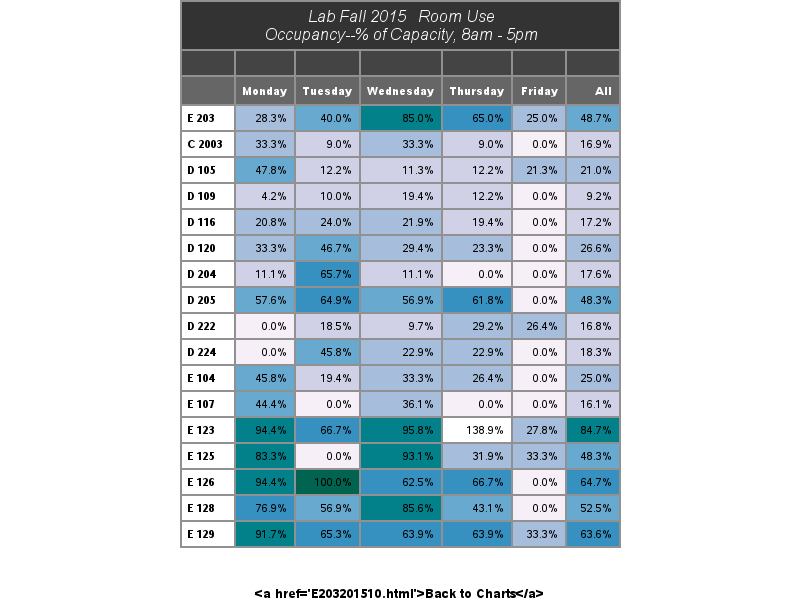 Lab Fall 2015 Room Use
Occupancy--% of Capacity, 8am - 5pm
Monday Tuesday Wednesday Thursday Friday All
E 203 28.3% 40.0% 85.0% 65.0% 25.0% 48.7%
C 2003 33.3% 9.0% 33.3% 9.0% 0.0% 16.9%
D 105 47.8% 12.2% 11.3% 12.2% 21.3% 21.0%
D 109 4.2% 10.0% 19.4% 12.2% 0.0% 9.2%
D 116 20.8% 24.0% 21.9% 19.4% 0.0% 17.2%
D 120 33.3% 46.7% 29.4% 23.3% 0.0% 26.6%
D 204 11.1% 65.7% 11.1% 0.0% 0.0% 17.6%
D 205 57.6% 64.9% 56.9% 61.8% 0.0% 48.3%
D 222 0.0% 18.5% 9.7% 29.2% 26.4% 16.8%
D 224 0.0% 45.8% 22.9% 22.9% 0.0% 18.3%
E 104 45.8% 19.4% 33.3% 26.4% 0.0% 25.0%
E 107 44.4% 0.0% 36.1% 0.0% 0.0% 16.1%
E 123 94.4% 66.7% 95.8% 138.9% 27.8% 84.7%
E 125 83.3% 0.0% 93.1% 31.9% 33.3% 48.3%
E 126 94.4% 100.0% 62.5% 66.7% 0.0% 64.7%
E 128 76.9% 56.9% 85.6% 43.1% 0.0% 52.5%
E 129 91.7% 65.3% 63.9% 63.9% 33.3% 63.6%
&lt;a href='E203201510.html'&gt;Back to Charts&lt;/a&gt;